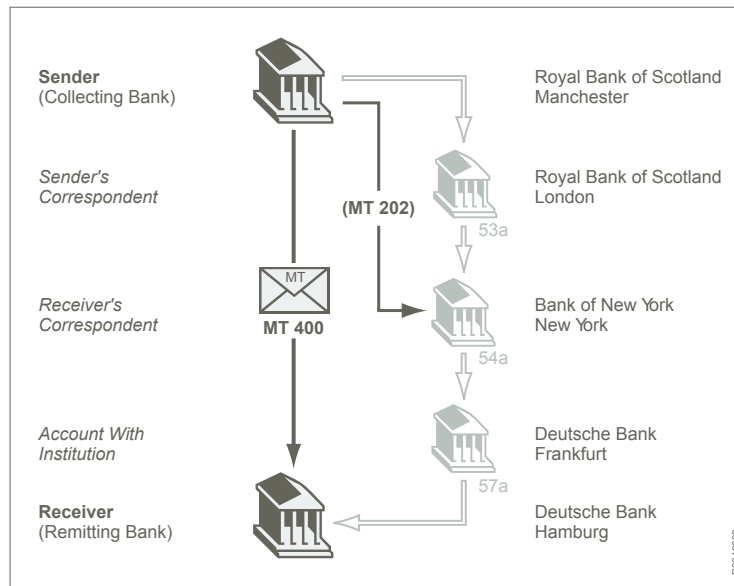 Sender
(Collecting Bank)
Royal Bank of Scotland
Manchester
Sender's
Correspondent
(MT 202)
Royal Bank of Scotland
London
53a
Receiver's
Correspondent
MT
MT 400
Bank of New York
New York
54a
Account With
Institution
Deutsche Bank
Frankfurt
57a
Receiver
(Remitting Bank)
Deutsche Bank
Hamburg